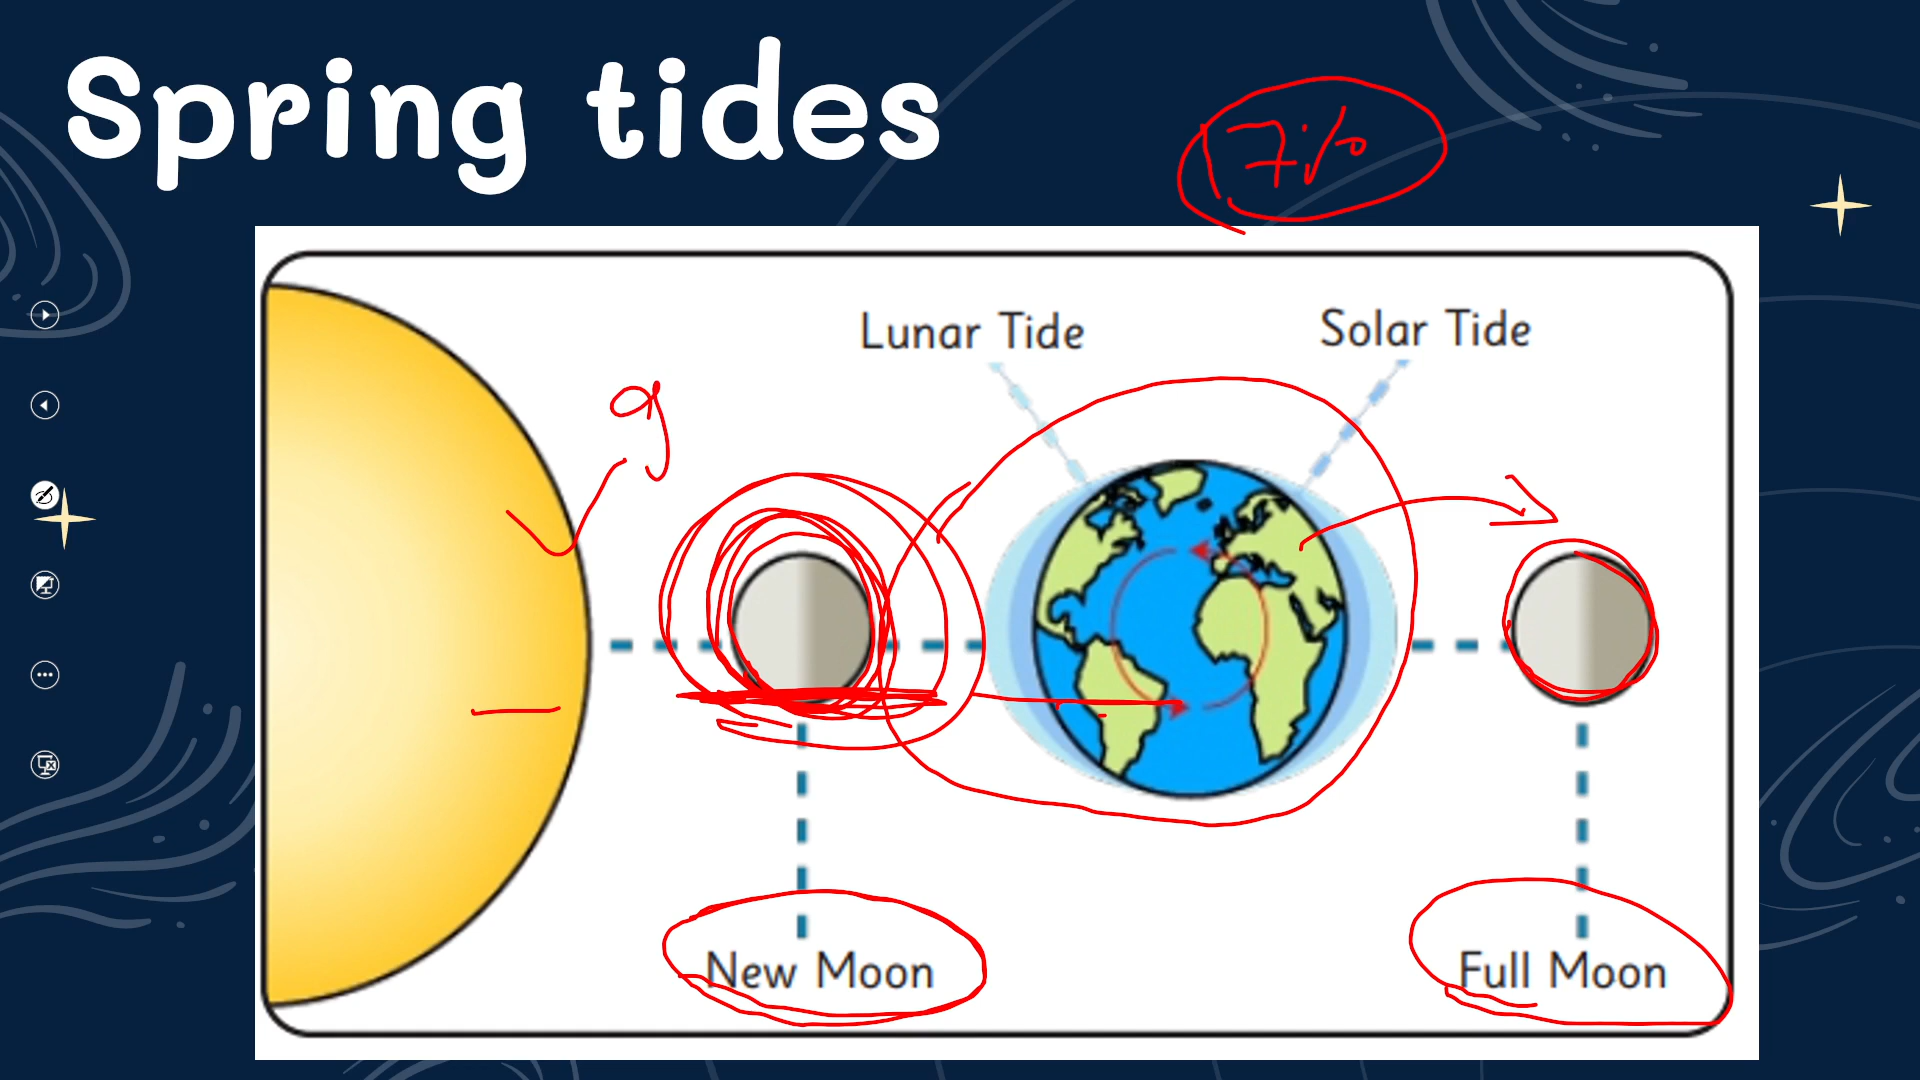 Spring tides
7%
Lunar Tide
Solar Tide
g
New Moon
Full Moon